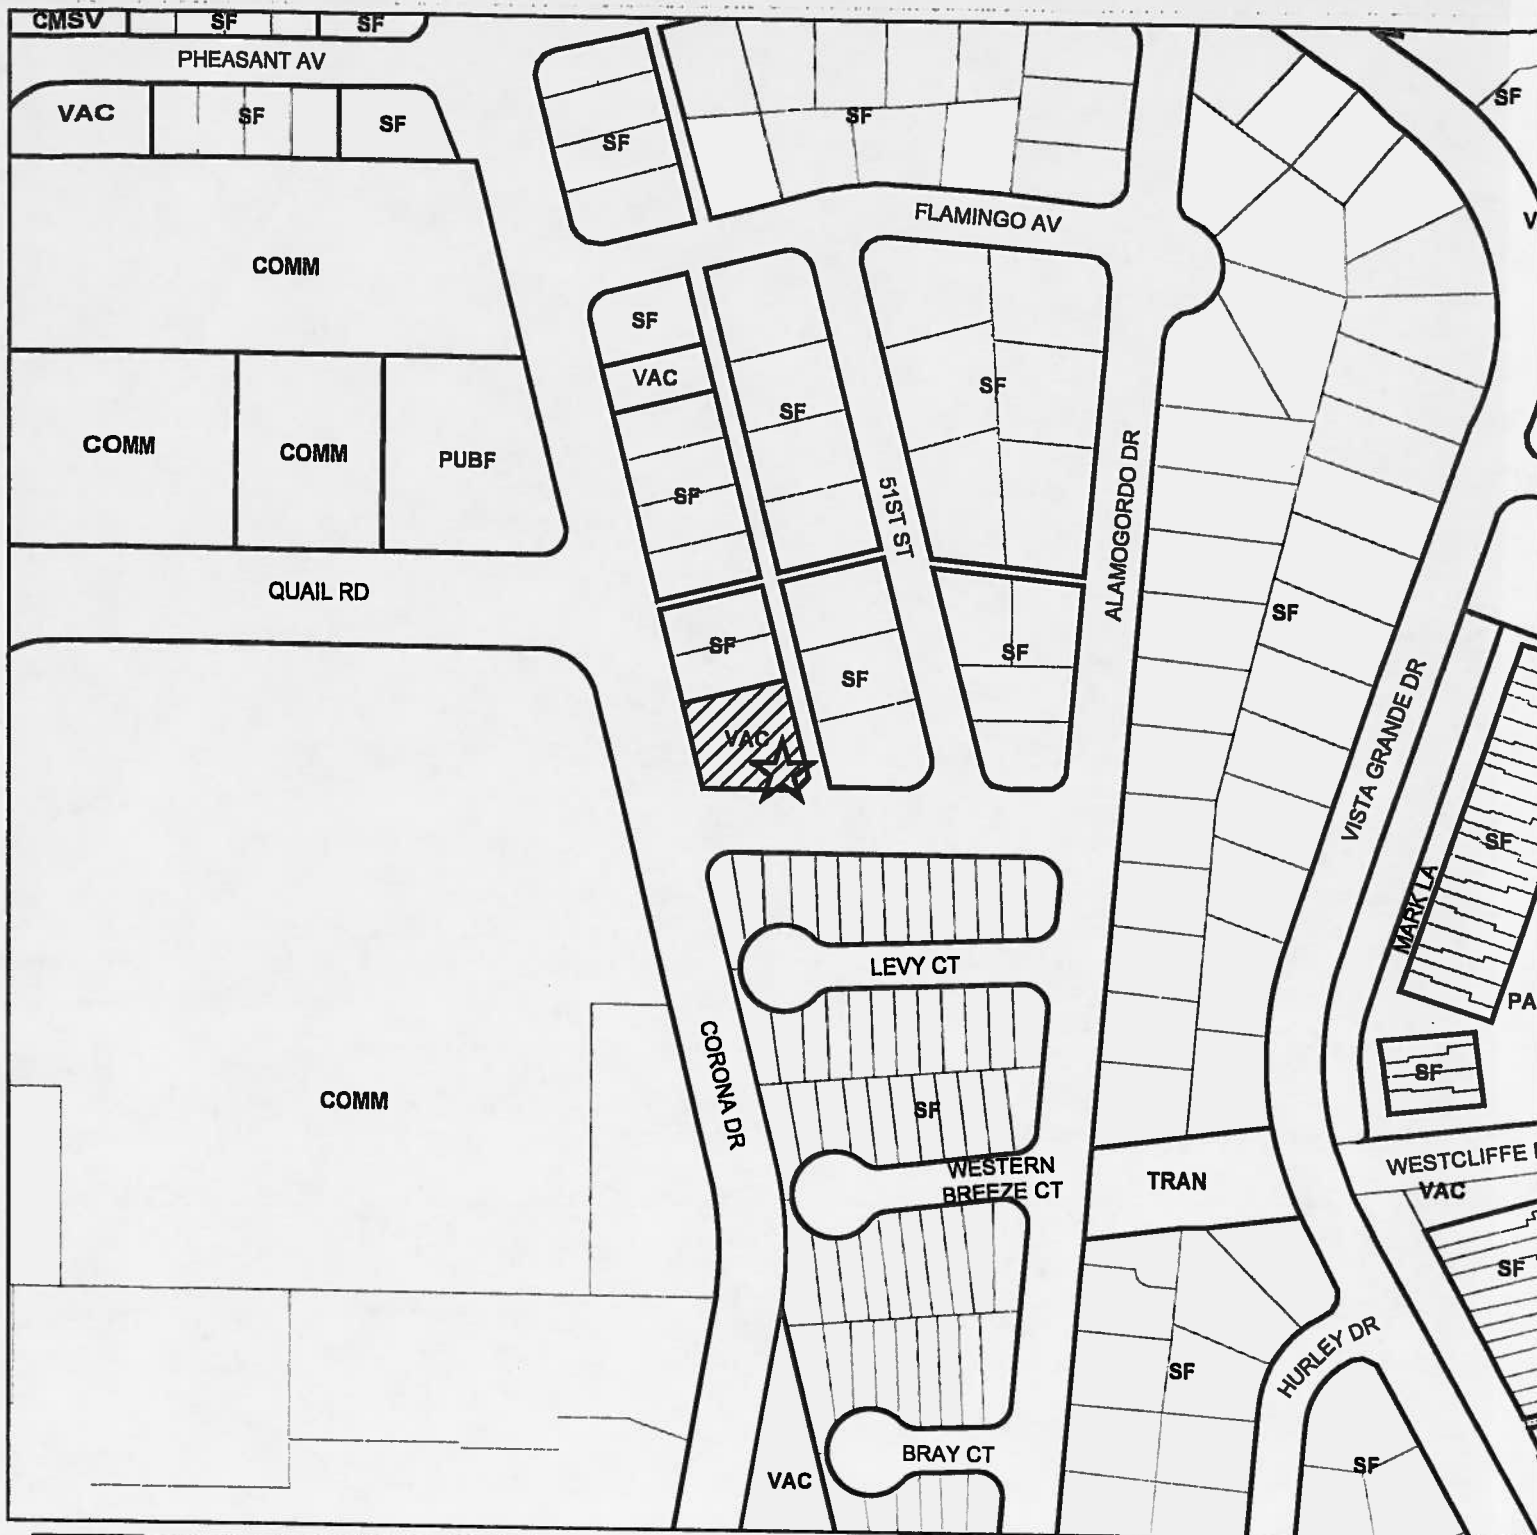 CMSV
SF
SF
PHEASANT AV
VAC
SF
SF
SF
SF
SF
FLAMINGO AV
COMM
SF
VAC
SF
SF
COMM
COMM
PUBF
SF
51ST ST
ALAMOGORDO DR
QUAIL RD
SF
SF
SF
SF
VAC
VISTA GRANDE DR
SF
MARK LA
LEVY CT
PA
CORONA DR
COMM
SF
SF
WESTERN
BREEZE CT
TRAN
WESTCLIFFE
VAC
SF
HURLEY DR
SF
BRAY CT
VAC
SF